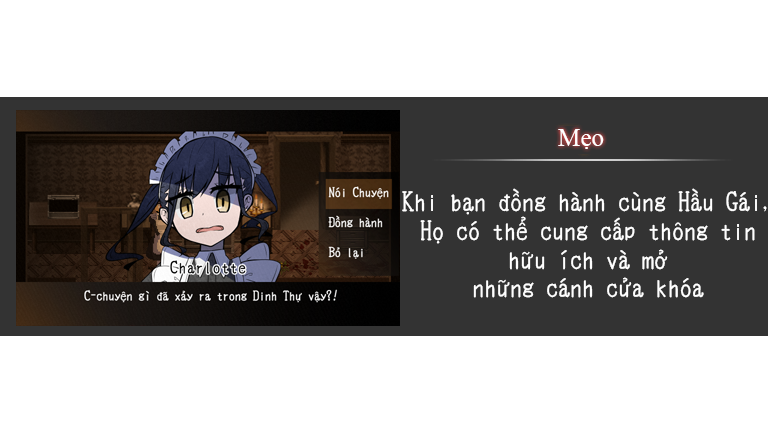 Nói Chuyện
Đồng hành
Bỏ lại
Charlotte
C-chuyện gì đã xảy ra trong Dinh Thự vậy?!
Mẹo
Khi bạn đồng hành cùng Hầu Gái,
Họ có thể cung cấp thông tin
hữu ích và mở
những cánh cửa khóa